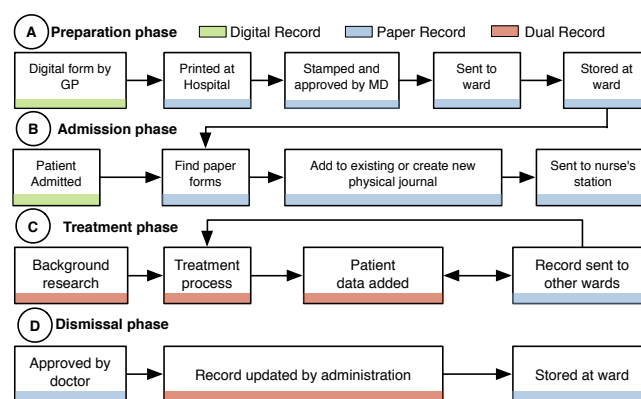 A Preparation phase Digital Record Paper Record Dual Record
Digital form by
GP
Printed at
Hospital
Stamped and
approved by MD
Sent to
ward
Stored at
ward
B Admission phase
Patient
Admitted
Find paper
forms
Add to existing or create new
physical journal
Sent to nurse's
station
C Treatment phase
Background
research
Treatment
process
Patient
data added
Record sent to
other wards
D Dismissal phase
Approved by
doctor
Record updated by administration
Stored at ward